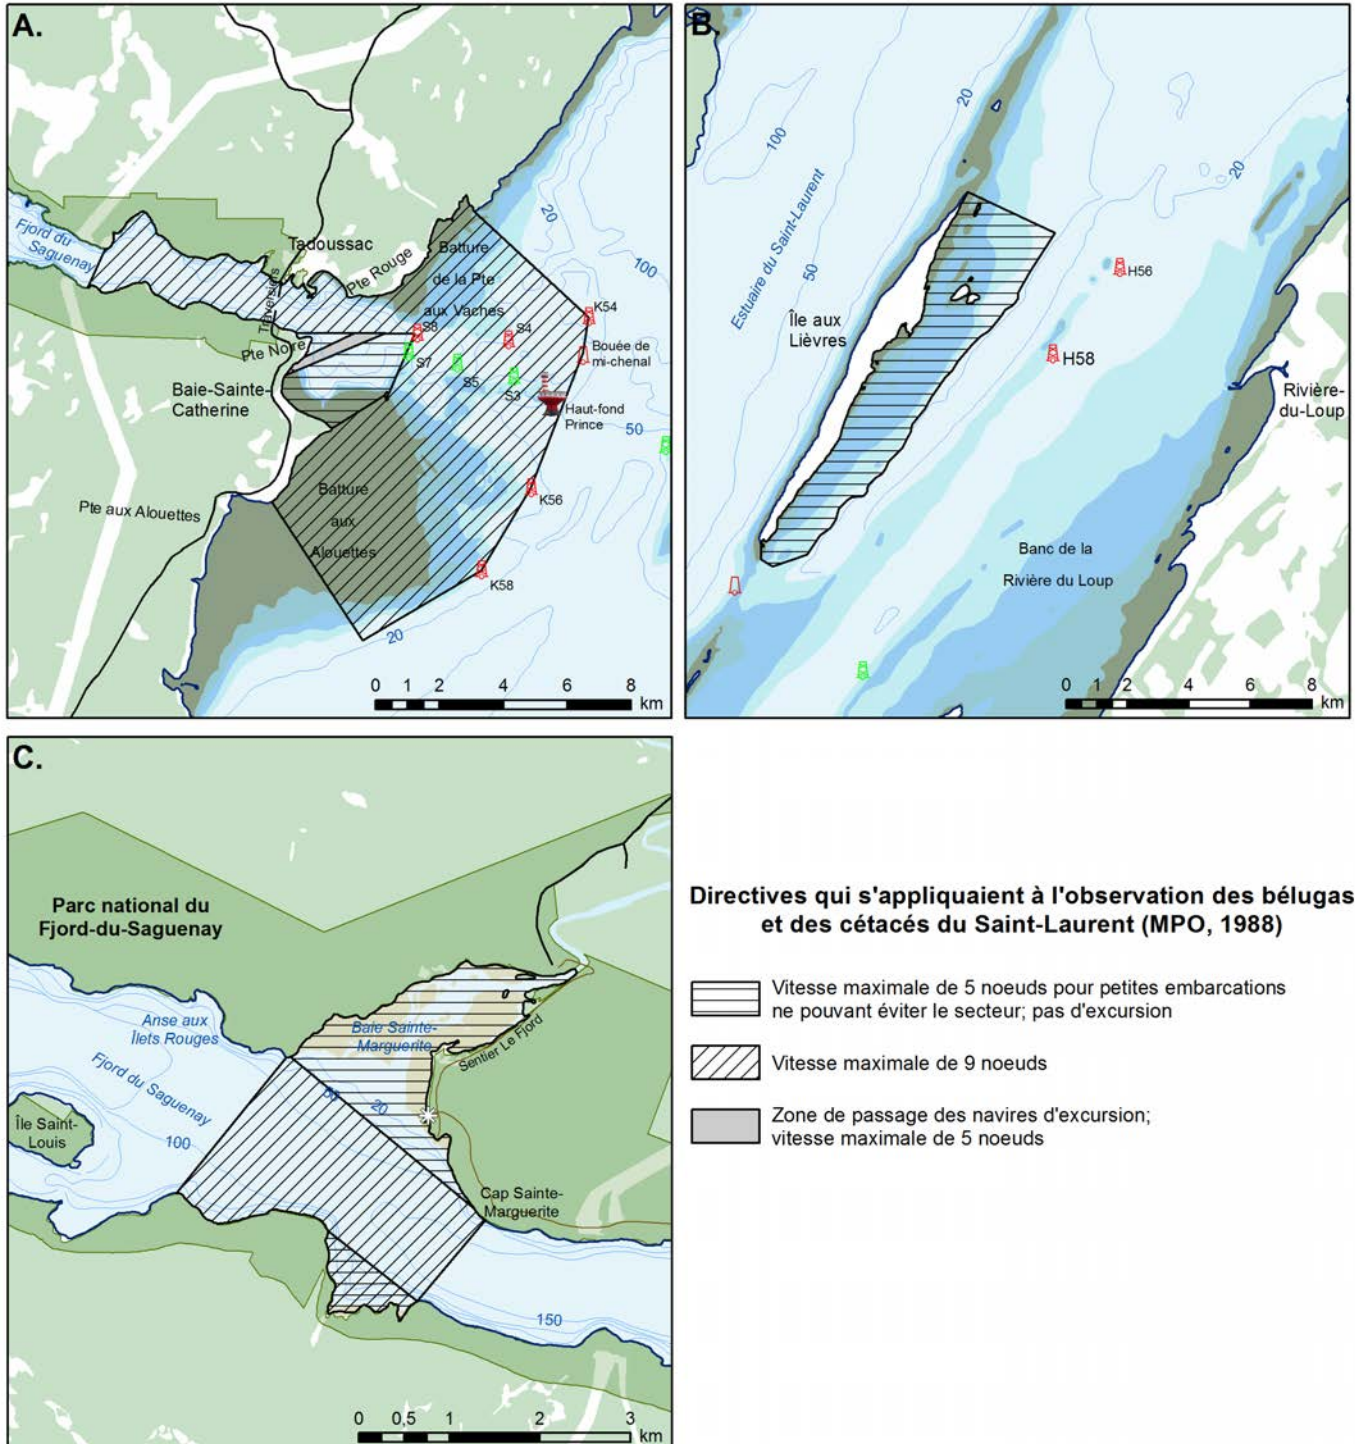 A.
Fjord du
Saguenay
Tadoussac
Traversiers
Pte Rouge
Batture
de la Pte
aux Vaches
20
100
K54
S8
S4
Bouée de
mi-chenal
S7
S5
S3
Pte Noire
Baie-Sainte-
Catherine
Haut-fond
Prince
50
K56
Batture
aux
Alouettes
Pte aux Alouettes
K58
20
0 2 4 6 8
km
B.
20
100
20
Estuaire du Saint-Laurent
50
H56
Île aux
Lièvres
H58
Rivière-
du-Loup
Banc de la
Rivière du Loup
0 1 2 4 6 8
km
C.
Parc national du
Fjord-du-Saguenay
Anse aux
Îlets Rouges
Baie Sainte-
Marguerite
Sentier Le Fjord
Fjord du Saguenay
50
20
Île Saint-
Louis
100
Cap Sainte-
Marguerite
150
0 0,5 1 2 3
km
Directives qui s'appliquaient à l'observation des bélugas
et des cétacés du Saint-Laurent (MPO, 1988)
Vitesse maximale de 5 noeuds pour petites embarcations
ne pouvant éviter le secteur; pas d'excursion
Vitesse maximale de 9 noeuds
Zone de passage des navires d'excursion;
vitesse maximale de 5 noeuds